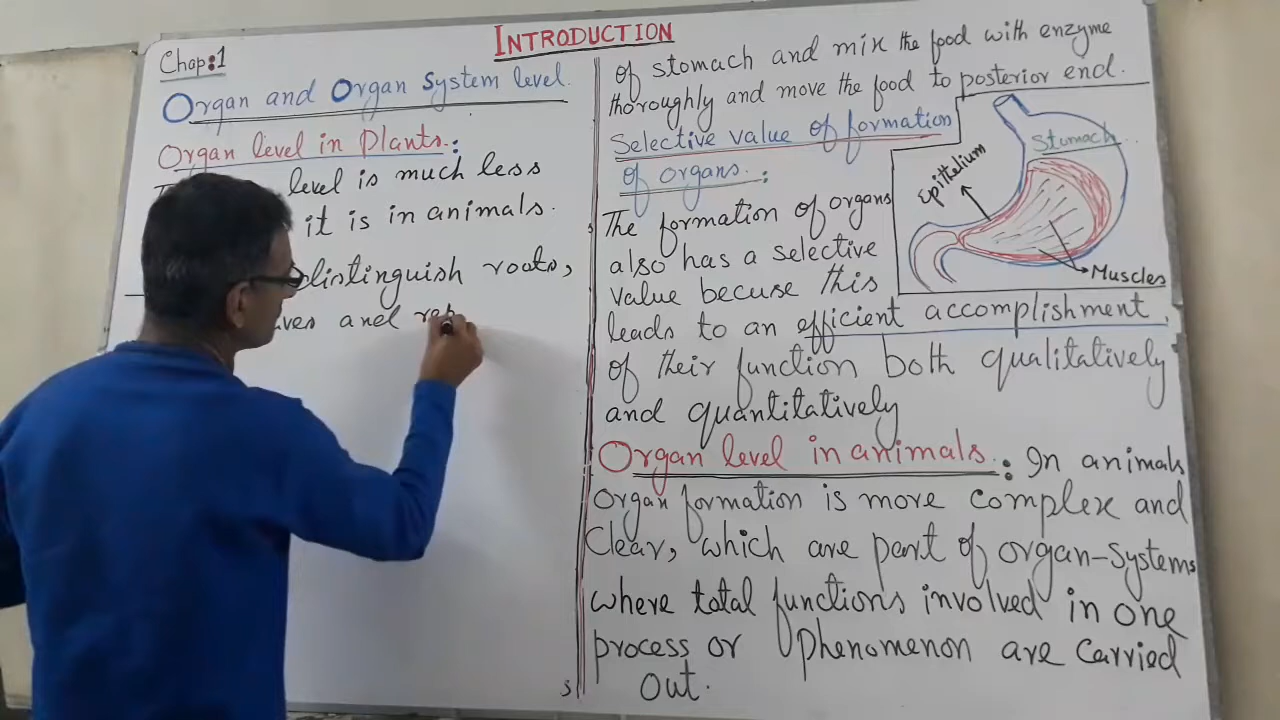 INTRODUCTION
Chap:1
Organ and Organ System level.
Organ level in Plants:
level is much less
it is in animals.
distinguish roots,
and rep
of stomach and mix the food with enzyme
thoroughly and move the food to posterior end.
Selective value of formation
of organs.:
The formation of organs
also has a selective
value becuse this
leads to an efficient accomplishment,
of their function both qualitatively
and quantitatively
Stumach
Epithelium
Muscles
Organ level in animals.: In animals
Organ formation is more complex and
Clear, which are part of organ-systems
where total functions involved in one
process or phenomenon are carried
out.